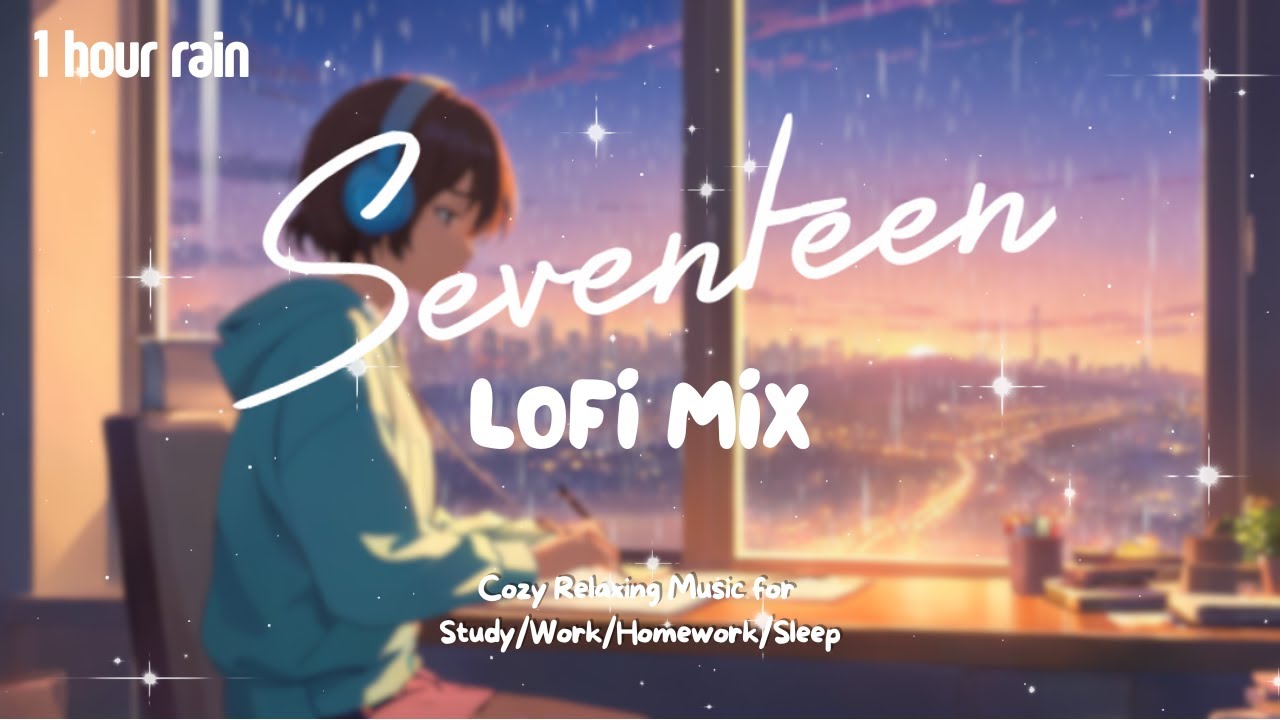 1 hour rain
Seventeen
LoFi Mix
Cozy Relaxing Music for
Study/Work/Homework/Sleep